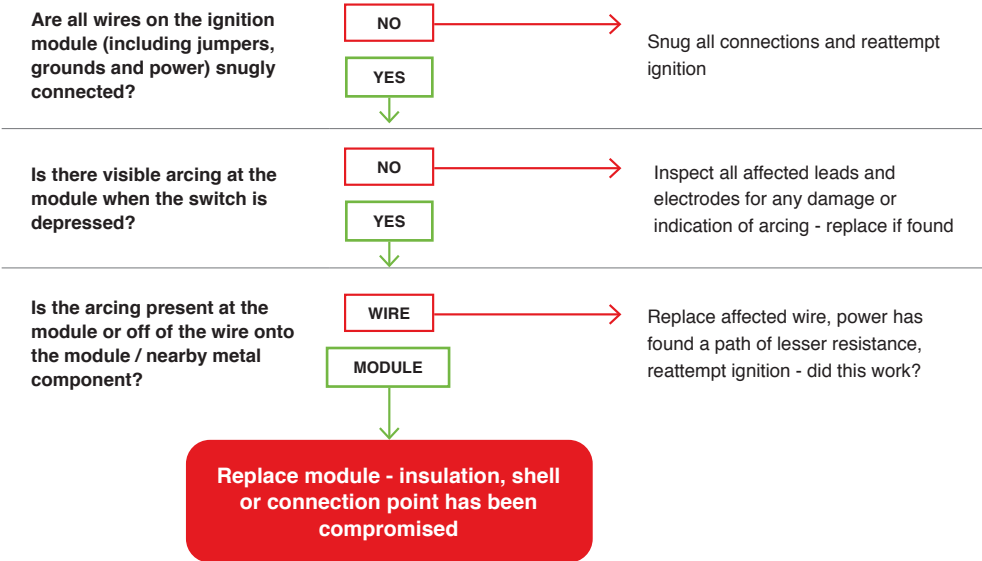 Are all wires on the ignition
module (including jumpers,
grounds and power) snugly
connected?
NO
YES
Snug all connections and reattempt
ignition
Is there visible arcing at the
module when the switch is
depressed?
NO
YES
Inspect all affected leads and
electrodes for any damage or
indication of arcing - replace if found
Is the arcing present at the
module or off of the wire onto
the module / nearby metal
component?
WIRE
MODULE
Replace affected wire, power has
found a path of lesser resistance,
reattempt ignition - did this work?
Replace module - insulation, shell
or connection point has been
compromised